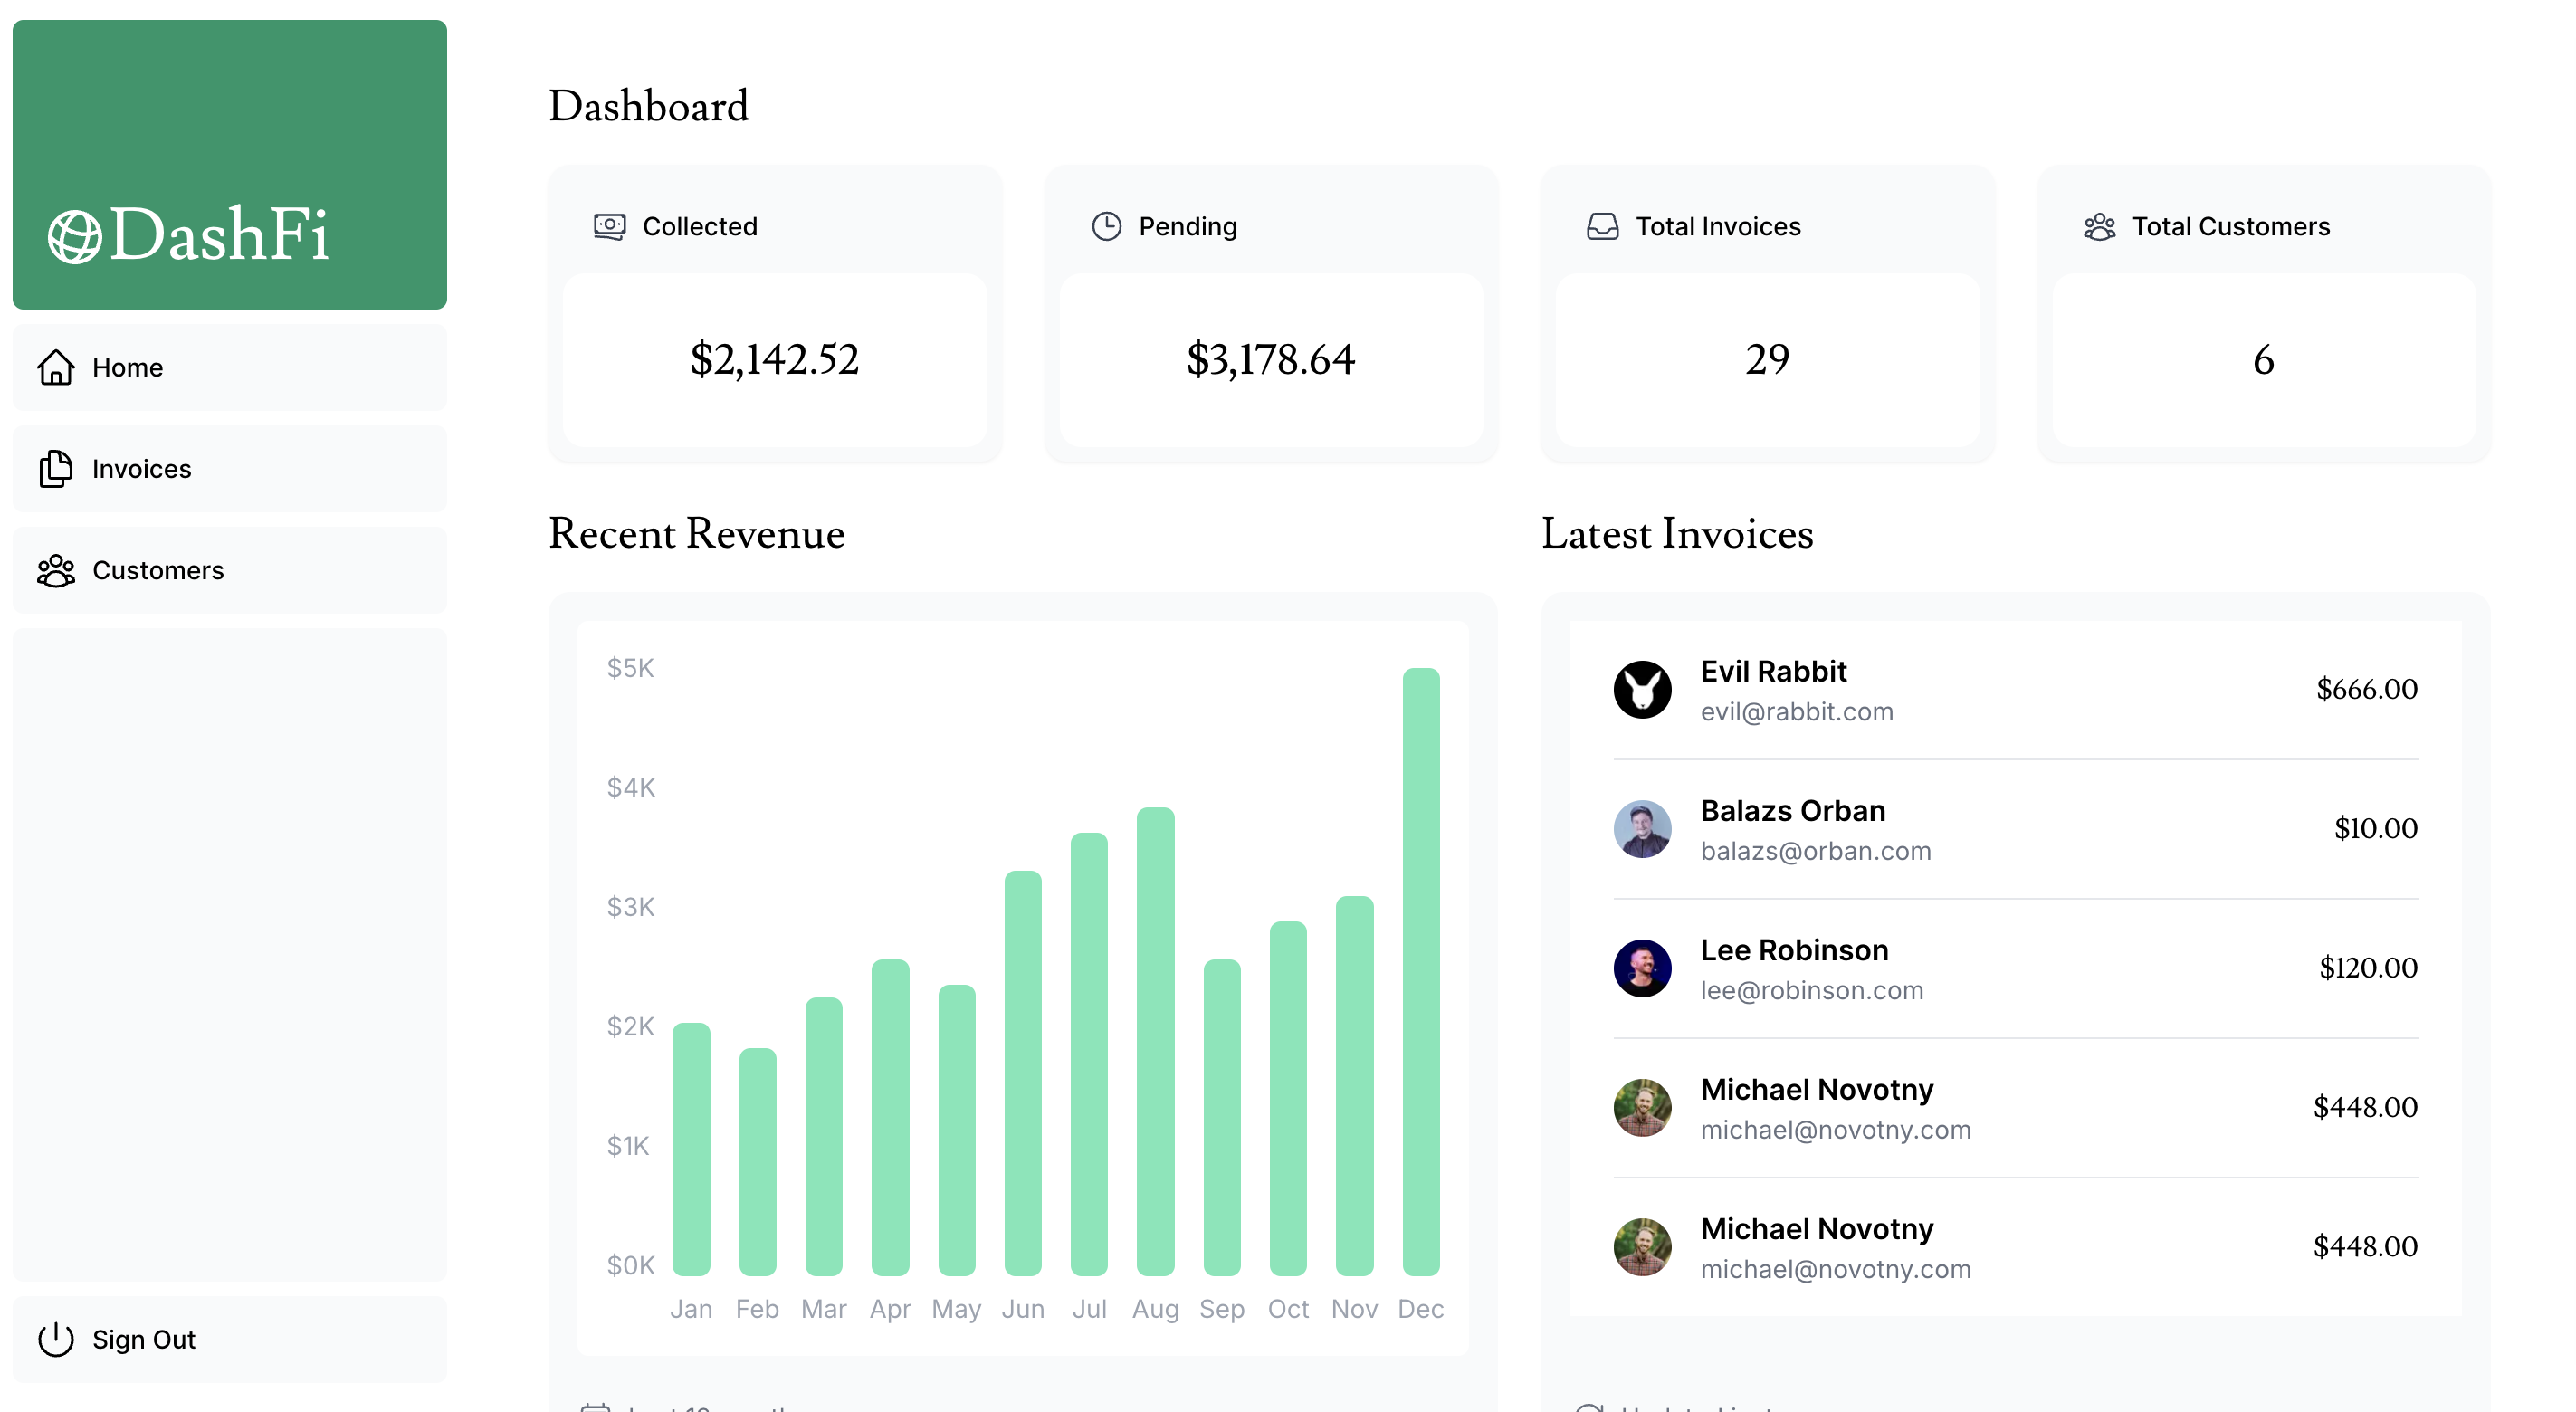 DashFi
Home
Invoices
Customers
Sign Out
Dashboard
Collected
$2,142.52
Pending
$3,178.64
Total Invoices
29
Total Customers
6
Recent Revenue
$5K
$4K
$3K
$2K
$1K
$0K
Jan Feb Mar Apr May Jun Jul Aug Sep Oct Nov Dec
Latest Invoices
Evil Rabbit
evil@rabbit.com
$666.00
Balazs Orban
balazs@orban.com
$10.00
Lee Robinson
lee@robinson.com
$120.00
Michael Novotny
michael@novotny.com
$448.00
Michael Novotny
michael@novotny.com
$448.00